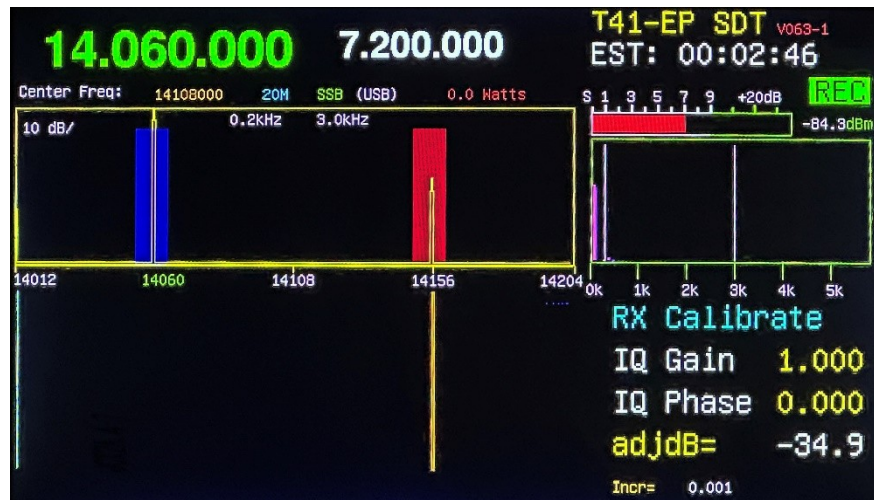 14.060.000 7.200.000 T41-EP SDT V063-1
EST: 00:02:46
Center Freq: 14108000 20M SSB (USB) 0.0 Watts
S 1 3 5 7 9 +20dB REC
10 dB/ 0.2kHz 3.0kHz -84.3dBm
14012 14060 14108 14156 14204
0k 1k 2k 3k 4k 5k
RX Calibrate
IQ Gain 1.000
IQ Phase 0.000
adjdB= -34.9
Incr= 0.001